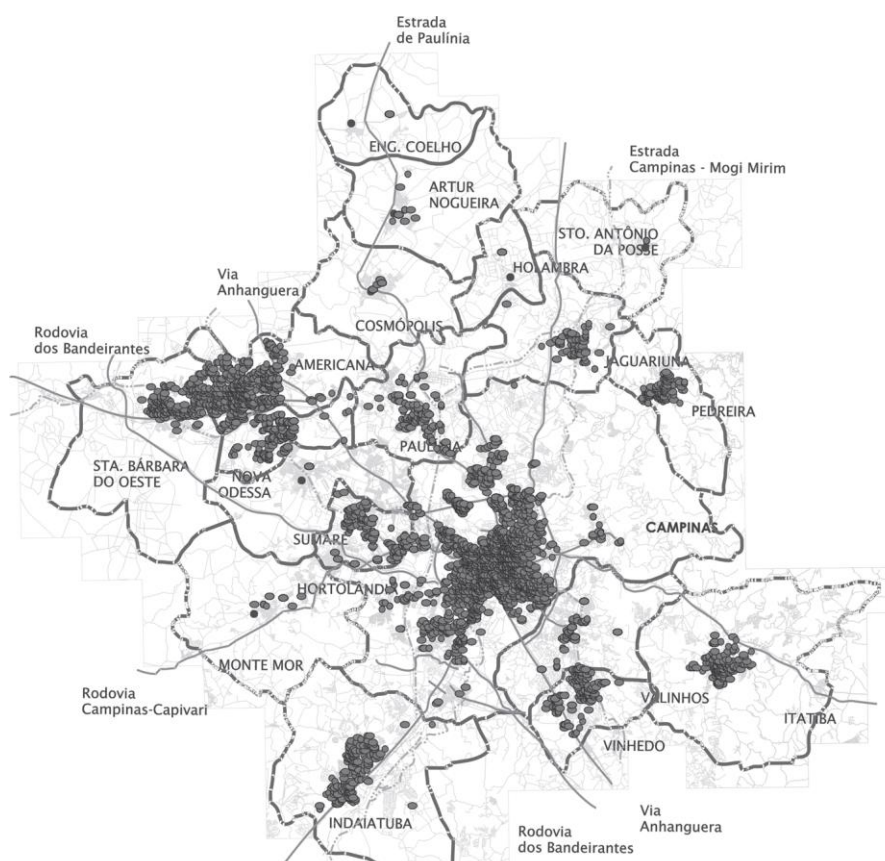 Estrada
de Paulínia
ENG. COELHO
Estrada
Campinas - Mogi Mirim
ARTUR
NOGUEIRA
STO. ANTÔNIO
DA POSSE
HOLAMBRA
Via
Anhanguera
COSMÓPOLIS
Rodovia
dos Bandeirantes
AMERICANA
JAGUARIUNA
PEDREIRA
PAULÍNIA
STA. BÁRBARA
DO OESTE
NOVA
ODESSA
CAMPINAS
SUMARÉ
HORTOLANDIA
MONTE MOR
Rodovia
Campinas-Capivari
VALINHOS
ITATIBA
VINHEDO
INDAIATUBA
Via
Anhanguera
Rodovia
dos Bandeirantes